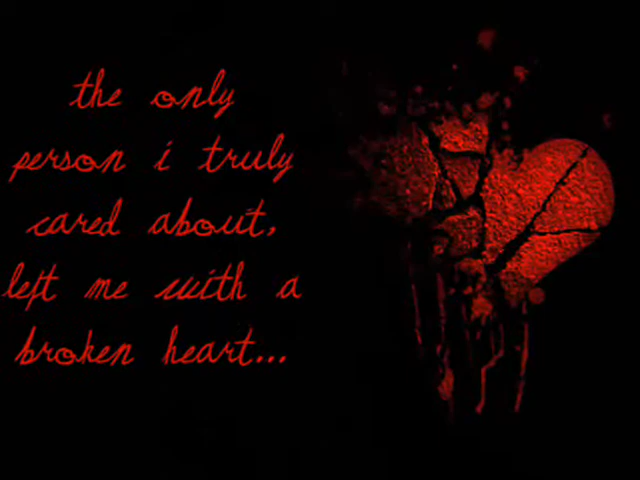 the only
person i truly
cared about,
left me with a
broken heart...